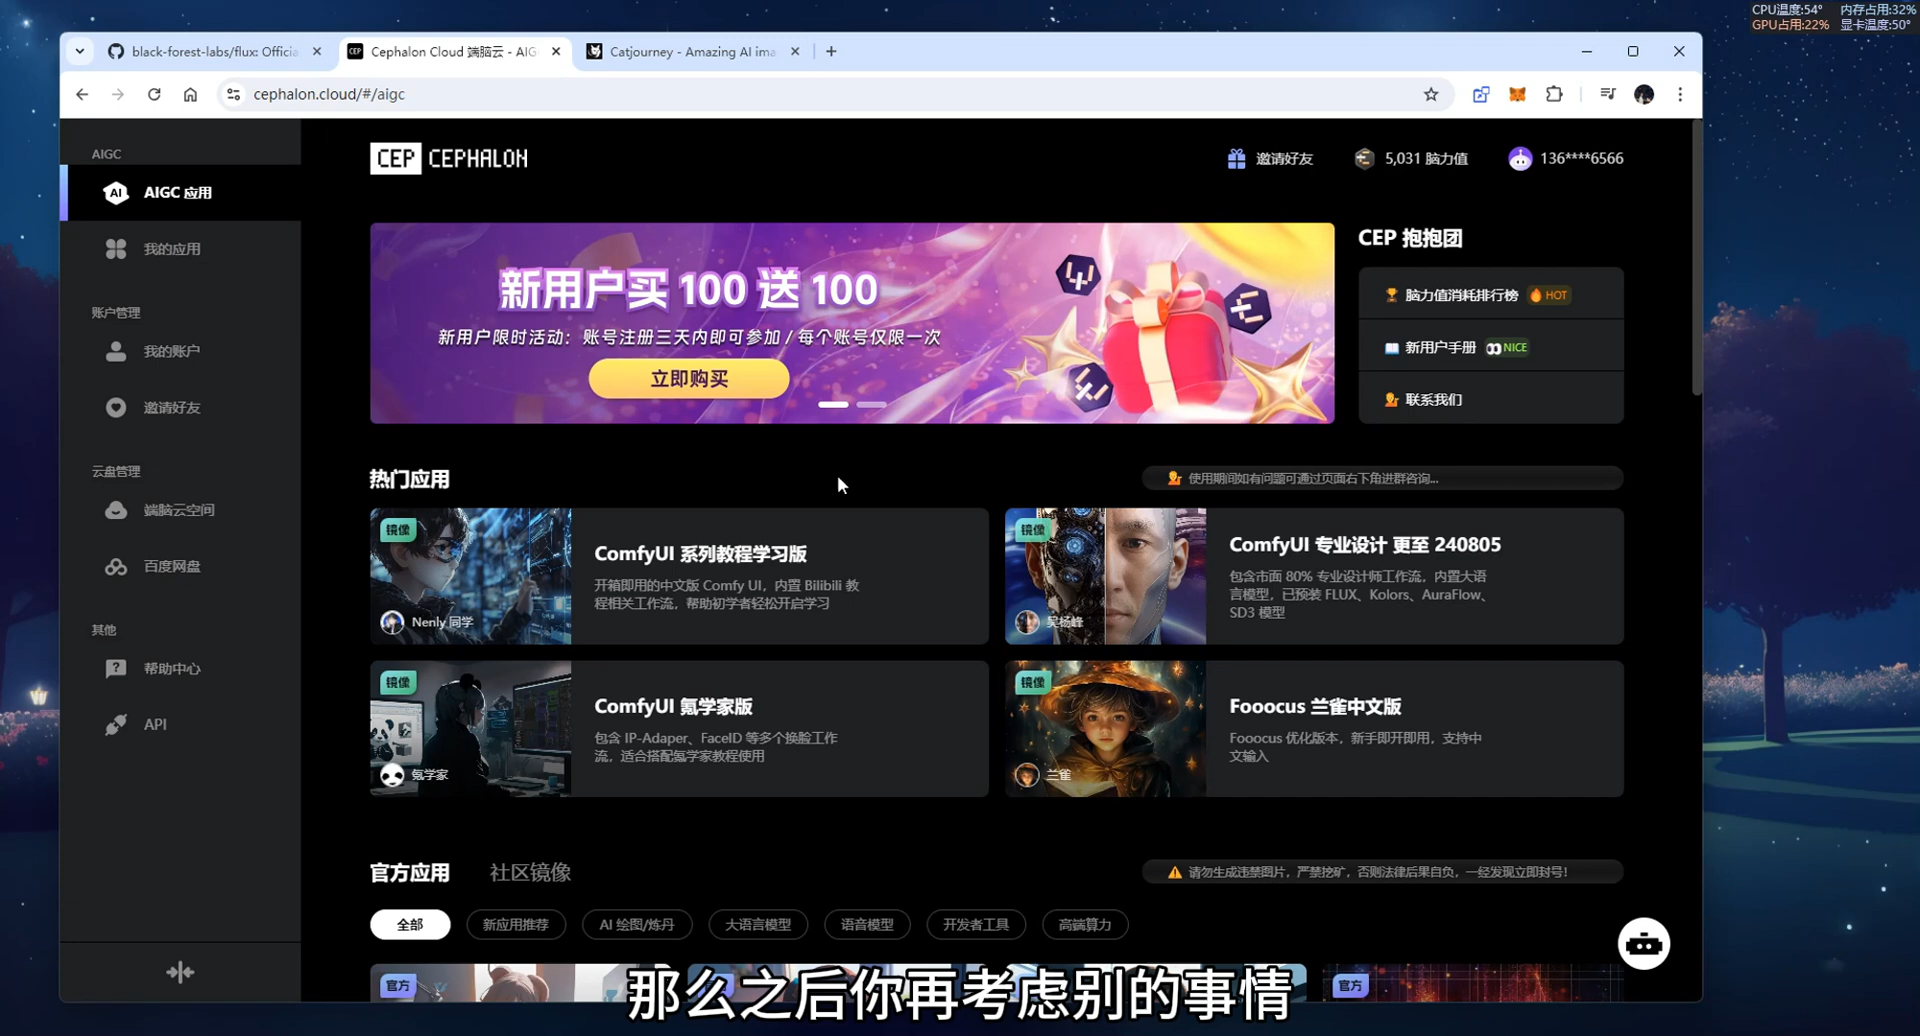 CPU温度:54° 内存占用:32%
GPU占用:22% 显卡温度:50°
black-forest-labs/flux: Officia
Cephalon Cloud 端脑云 - AIG
Catjourney - Amazing AI ima
cephalon.cloud/#/aigc
AIGC
AIGC 应用
我的应用
账户管理
我的账户
邀请好友
云盘管理
端脑云空间
百度网盘
其他
帮助中心
API
CEP CEPHALON
邀请好友
5,031 脑力值
136****6566
新用户买 100 送 100
新用户限时活动：账号注册三天内即可参加 / 每个账号仅限一次
立即购买
CEP 抱抱团
脑力值消耗排行榜 HOT
新用户手册 NICE
联系我们
热门应用
使用期间如有问题可通过页面右下角进群咨询...
镜像
Nenly 同学
ComfyUI 系列教程学习版
开箱即用的中文版 Comfy UI，内置 Bilibili 教
程相关工作流，帮助初学者轻松开启学习
镜像
吴杨峰
ComfyUI 专业设计 更至 240805
包含市面 80% 专业设计师工作流，内置大语
言模型，已预装 FLUX、Kolors、AuraFlow、
SD3 模型
镜像
氪学家
ComfyUI 氪学家版
包含 IP-Adaper、FaceID 等多个换脸工作
流，适合搭配氪学家教程使用
镜像
兰雀
Fooocus 兰雀中文版
Fooocus 优化版本，新手即开即用，支持中
文输入
官方应用 社区镜像
请勿生成违禁图片，严禁挖矿，否则法律后果自负，一经发现立即封号！
全部
新应用推荐
AI 绘图/炼丹
大语言模型
语音模型
开发者工具
高端算力
官方
官方
那么之后你再考虑别的事情